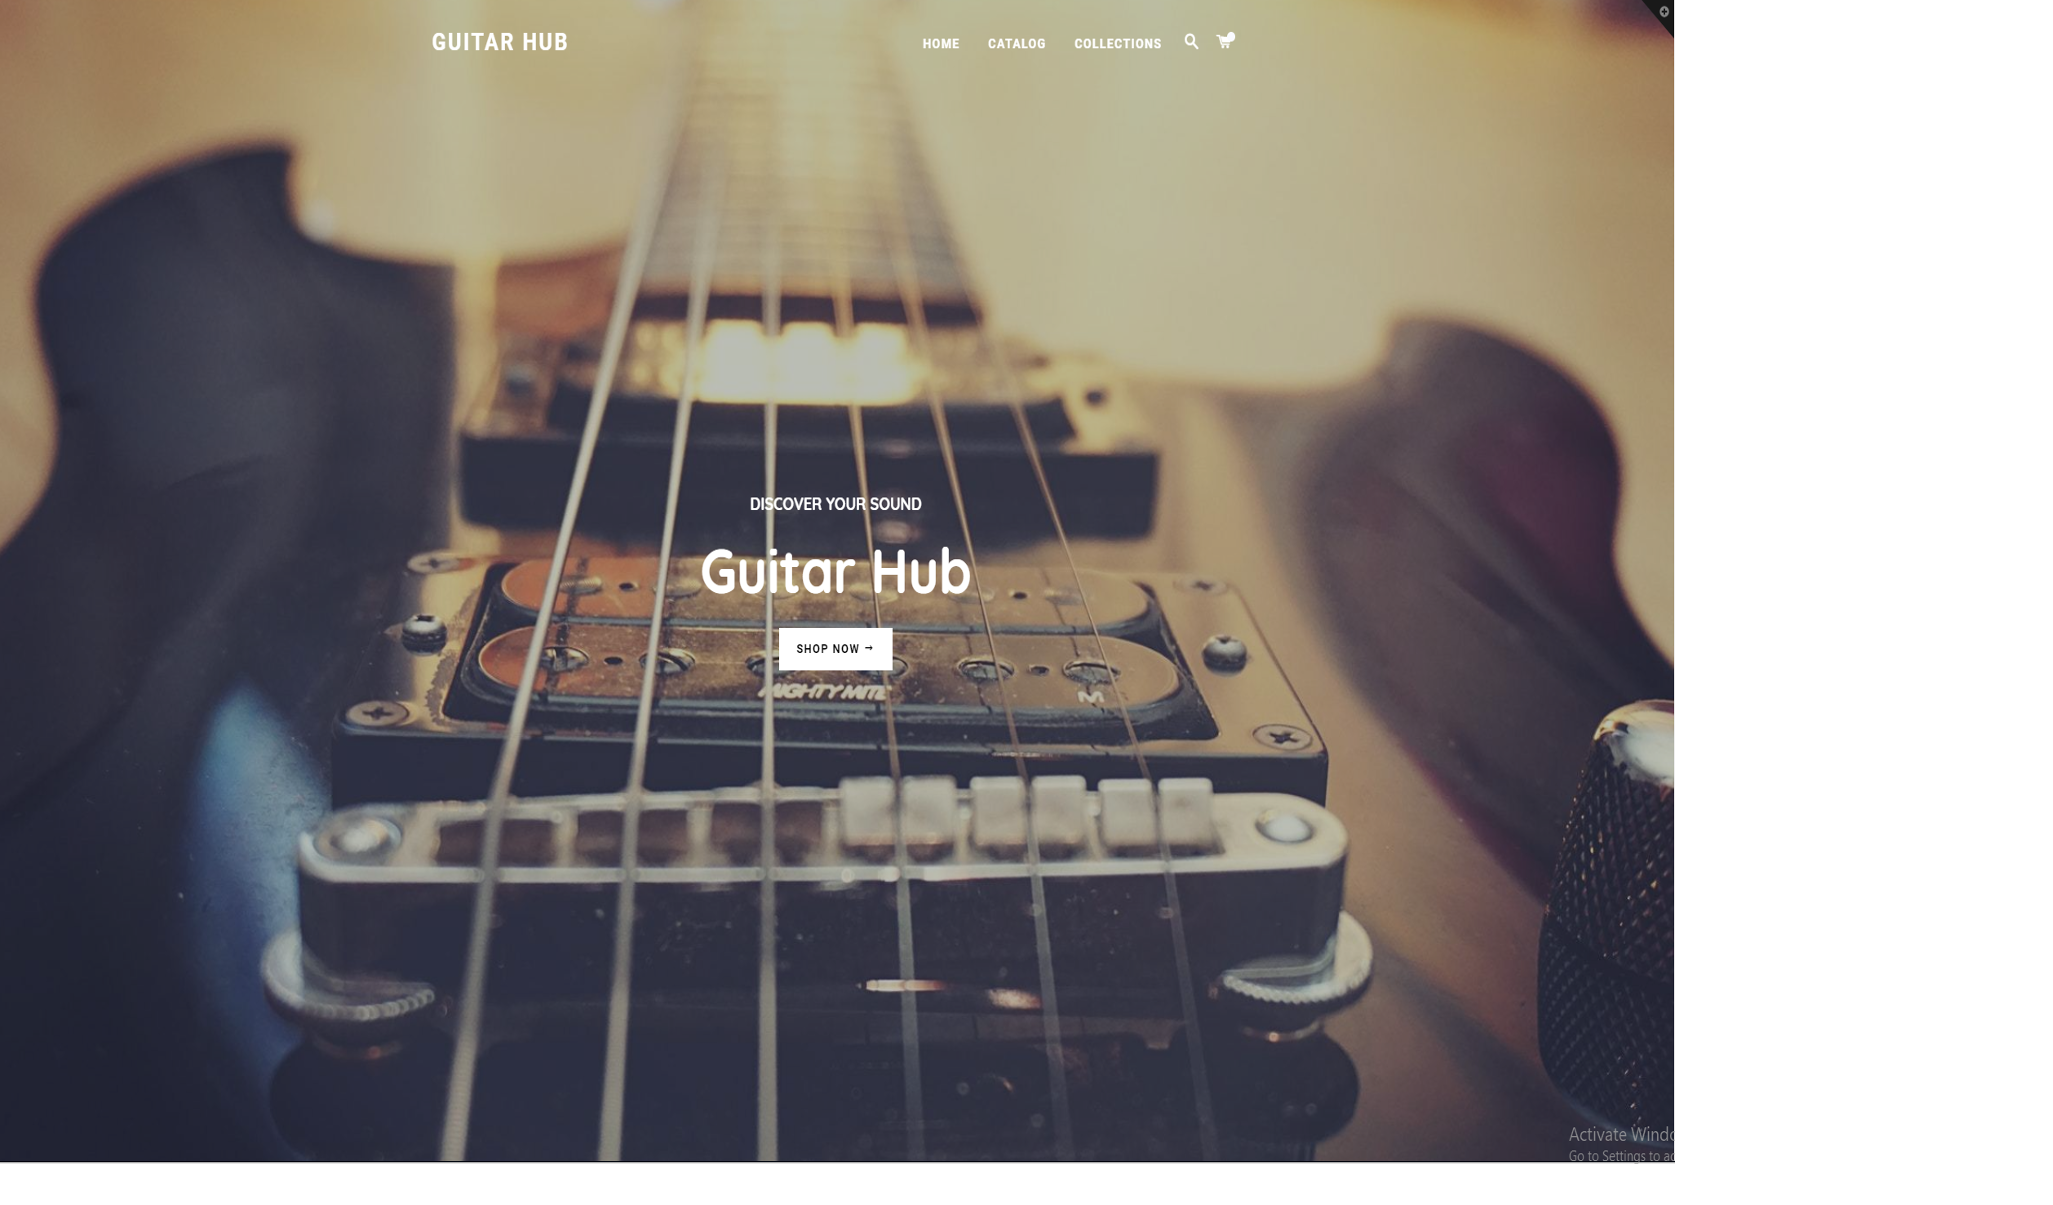 GUITAR HUB
HOME CATALOG COLLECTIONS
DISCOVER YOUR SOUND
Guitar Hub
SHOP NOW →
MIGHTY MITE
Activate Windo
Go to Settings to ac